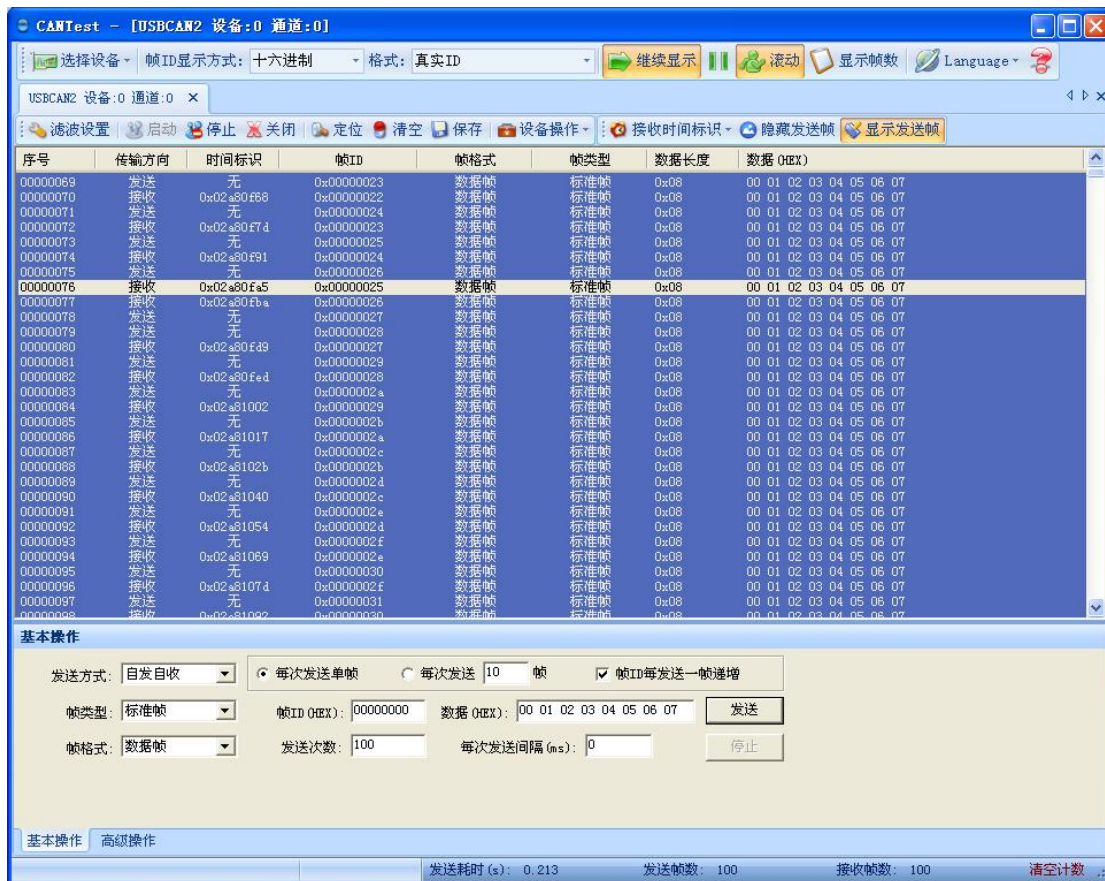 CANTest - [USBCAN2 设备:0 通道:0]
选择设备 帧ID显示方式: 十六进制 格式: 真实ID 继续显示 滚动 显示帧数 Language
USBCAN2 设备:0 通道:0
滤波设置 启动 停止 关闭 定位 清空 保存 设备操作 接收时间标识 隐藏发送帧 显示发送帧
序号 传输方向 时间标识 帧ID 帧格式 帧类型 数据长度 数据(HEX)
00000069 发送 无 0x00000023 数据帧 标准帧 0x08 00 01 02 03 04 05 06 07
00000070 接收 0x02a80f68 0x00000022 数据帧 标准帧 0x08 00 01 02 03 04 05 06 07
00000071 发送 无 0x00000024 数据帧 标准帧 0x08 00 01 02 03 04 05 06 07
00000072 接收 0x02a80f7d 0x00000023 数据帧 标准帧 0x08 00 01 02 03 04 05 06 07
00000073 发送 无 0x00000025 数据帧 标准帧 0x08 00 01 02 03 04 05 06 07
00000074 接收 0x02a80f91 0x00000024 数据帧 标准帧 0x08 00 01 02 03 04 05 06 07
00000075 发送 无 0x00000026 数据帧 标准帧 0x08 00 01 02 03 04 05 06 07
00000076 接收 0x02a80fa5 0x00000025 数据帧 标准帧 0x08 00 01 02 03 04 05 06 07
00000077 接收 0x02a80fba 0x00000026 数据帧 标准帧 0x08 00 01 02 03 04 05 06 07
00000078 发送 无 0x00000027 数据帧 标准帧 0x08 00 01 02 03 04 05 06 07
00000079 发送 无 0x00000028 数据帧 标准帧 0x08 00 01 02 03 04 05 06 07
00000080 接收 0x02a80fd9 0x00000027 数据帧 标准帧 0x08 00 01 02 03 04 05 06 07
00000081 发送 无 0x00000029 数据帧 标准帧 0x08 00 01 02 03 04 05 06 07
00000082 接收 0x02a80fed 0x00000028 数据帧 标准帧 0x08 00 01 02 03 04 05 06 07
00000083 发送 无 0x0000002a 数据帧 标准帧 0x08 00 01 02 03 04 05 06 07
00000084 接收 0x02a81002 0x00000029 数据帧 标准帧 0x08 00 01 02 03 04 05 06 07
00000085 发送 无 0x0000002b 数据帧 标准帧 0x08 00 01 02 03 04 05 06 07
00000086 接收 0x02a81017 0x0000002a 数据帧 标准帧 0x08 00 01 02 03 04 05 06 07
00000087 发送 无 0x0000002c 数据帧 标准帧 0x08 00 01 02 03 04 05 06 07
00000088 接收 0x02a8102b 0x0000002b 数据帧 标准帧 0x08 00 01 02 03 04 05 06 07
00000089 发送 无 0x0000002d 数据帧 标准帧 0x08 00 01 02 03 04 05 06 07
00000090 接收 0x02a81040 0x0000002c 数据帧 标准帧 0x08 00 01 02 03 04 05 06 07
00000091 发送 无 0x0000002e 数据帧 标准帧 0x08 00 01 02 03 04 05 06 07
00000092 接收 0x02a81054 0x0000002d 数据帧 标准帧 0x08 00 01 02 03 04 05 06 07
00000093 发送 无 0x0000002f 数据帧 标准帧 0x08 00 01 02 03 04 05 06 07
00000094 接收 0x02a81069 0x0000002e 数据帧 标准帧 0x08 00 01 02 03 04 05 06 07
00000095 发送 无 0x00000030 数据帧 标准帧 0x08 00 01 02 03 04 05 06 07
00000096 接收 0x02a8107d 0x0000002f 数据帧 标准帧 0x08 00 01 02 03 04 05 06 07
00000097 发送 无 0x00000031 数据帧 标准帧 0x08 00 01 02 03 04 05 06 07
00000098 接收 0x02a81092 0x00000030 数据帧 标准帧 0x08 00 01 02 03 04 05 06 07
基本操作
发送方式: 自发自收 每次发送单帧 每次发送 10 帧 帧ID每发送一帧递增
帧类型: 标准帧 帧ID(HEX): 00000000 数据(HEX): 00 01 02 03 04 05 06 07 发送
帧格式: 数据帧 发送次数: 100 每次发送间隔(ms): 0 停止
基本操作 高级操作
发送耗时(s): 0.213 发送帧数: 100 接收帧数: 100 清空计数